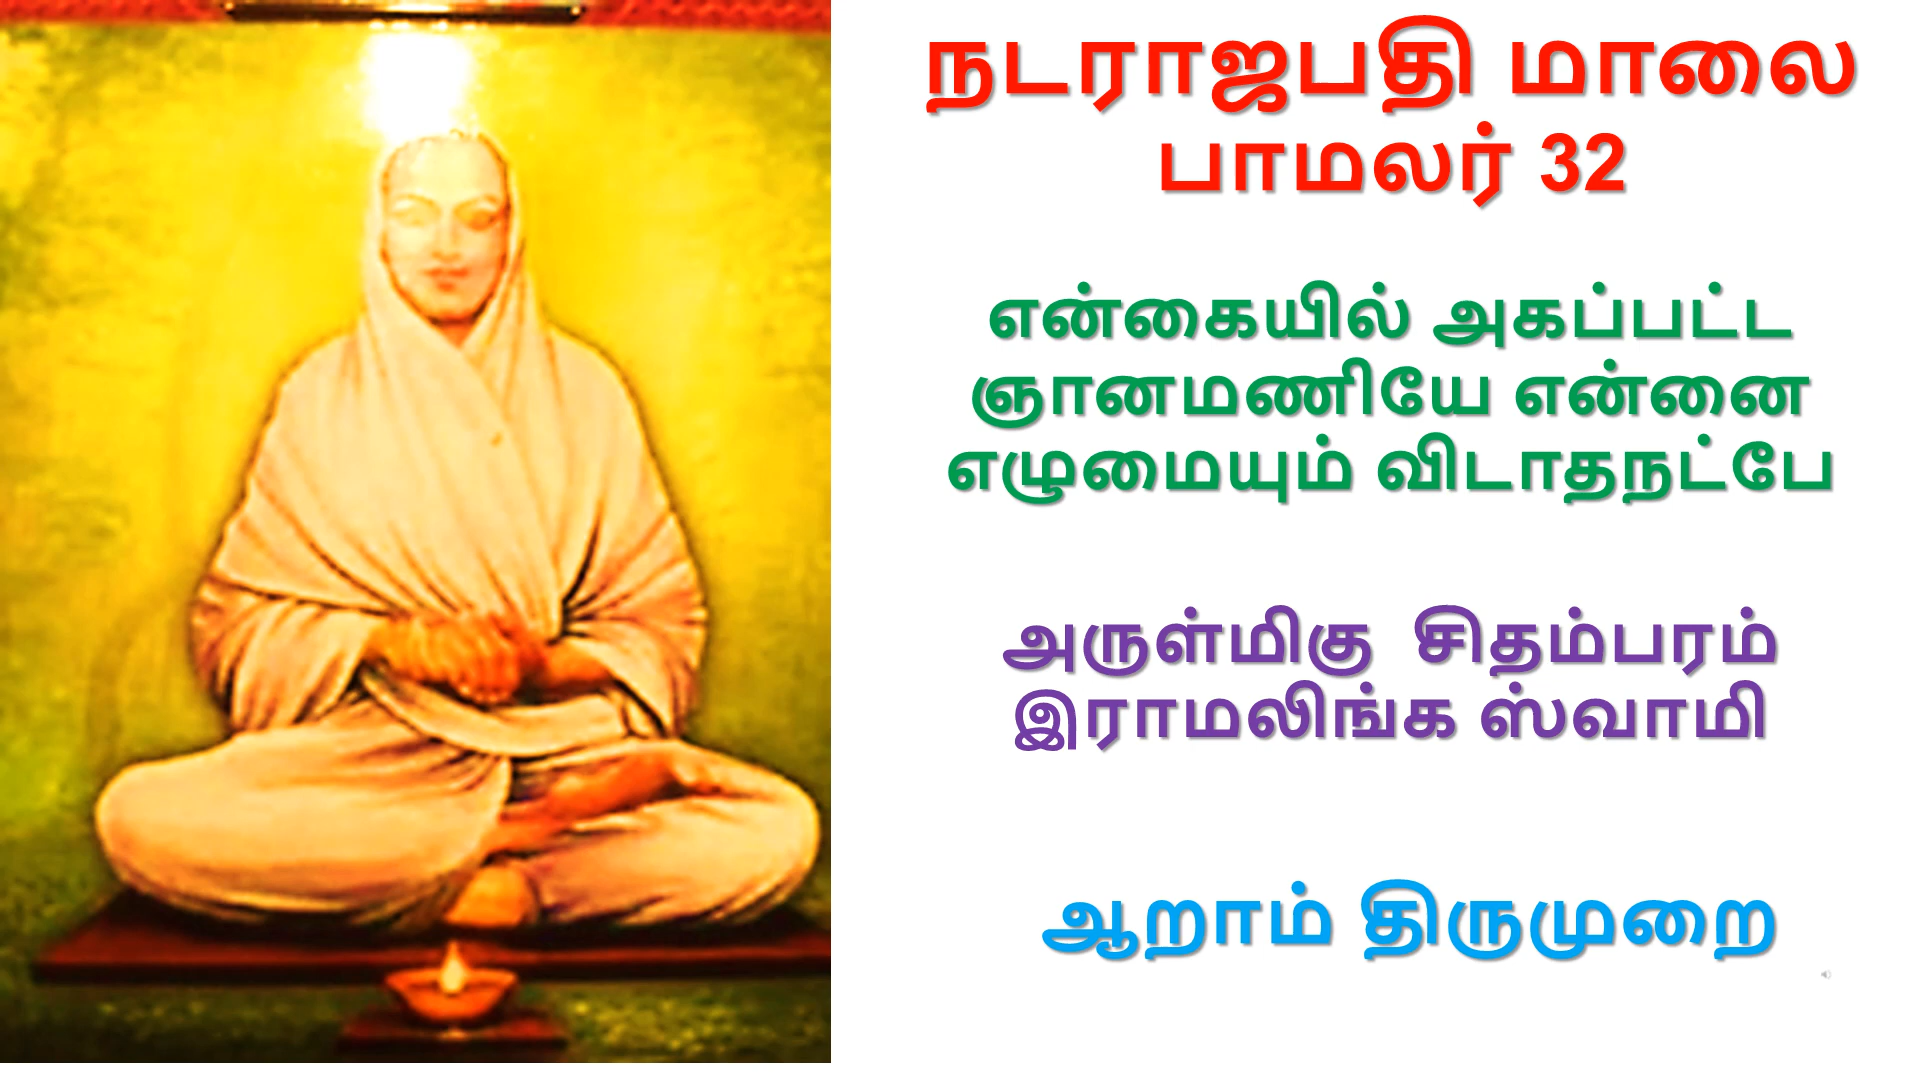 நடராஜபதி மாலை
பாமலர் 32
என்கையில் அகப்பட்ட
ஞானமணியே என்னை
எழுமையும் விடாதநட்பே
அருள்மிகு சிதம்பரம்
இராமலிங்க ஸ்வாமி
ஆறாம் திருமுறை